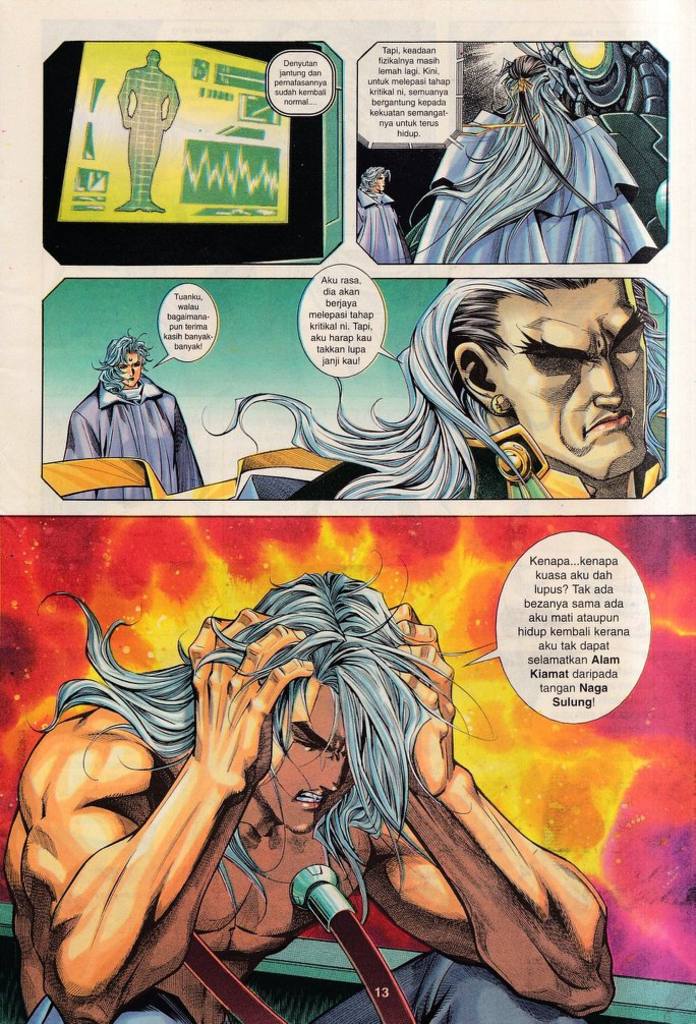 Denyutan
jantung dan
pernafasannya
sudah kembali
normal....
Tapi, keadaan
fizikalnya masih
lemah lagi. Kini,
untuk melepasi tahap
kritikal ni, semuanya
bergantung kepada
kekuatan semangat-
nya untuk terus
hidup.
Tuanku,
walau
bagaimana-
pun terima
kasih banyak-
banyak!
Aku rasa,
dia akan
berjaya
melepasi tahap
kritikal ni. Tapi,
aku harap kau
takkan lupa
janji kau!
Kenapa...kenapa
kuasa aku dah
lupus? Tak ada
bezanya sama ada
aku mati ataupun
hidup kembali kerana
aku tak dapat
selamatkan Alam
Kiamat daripada
tangan Naga
Sulung!
13